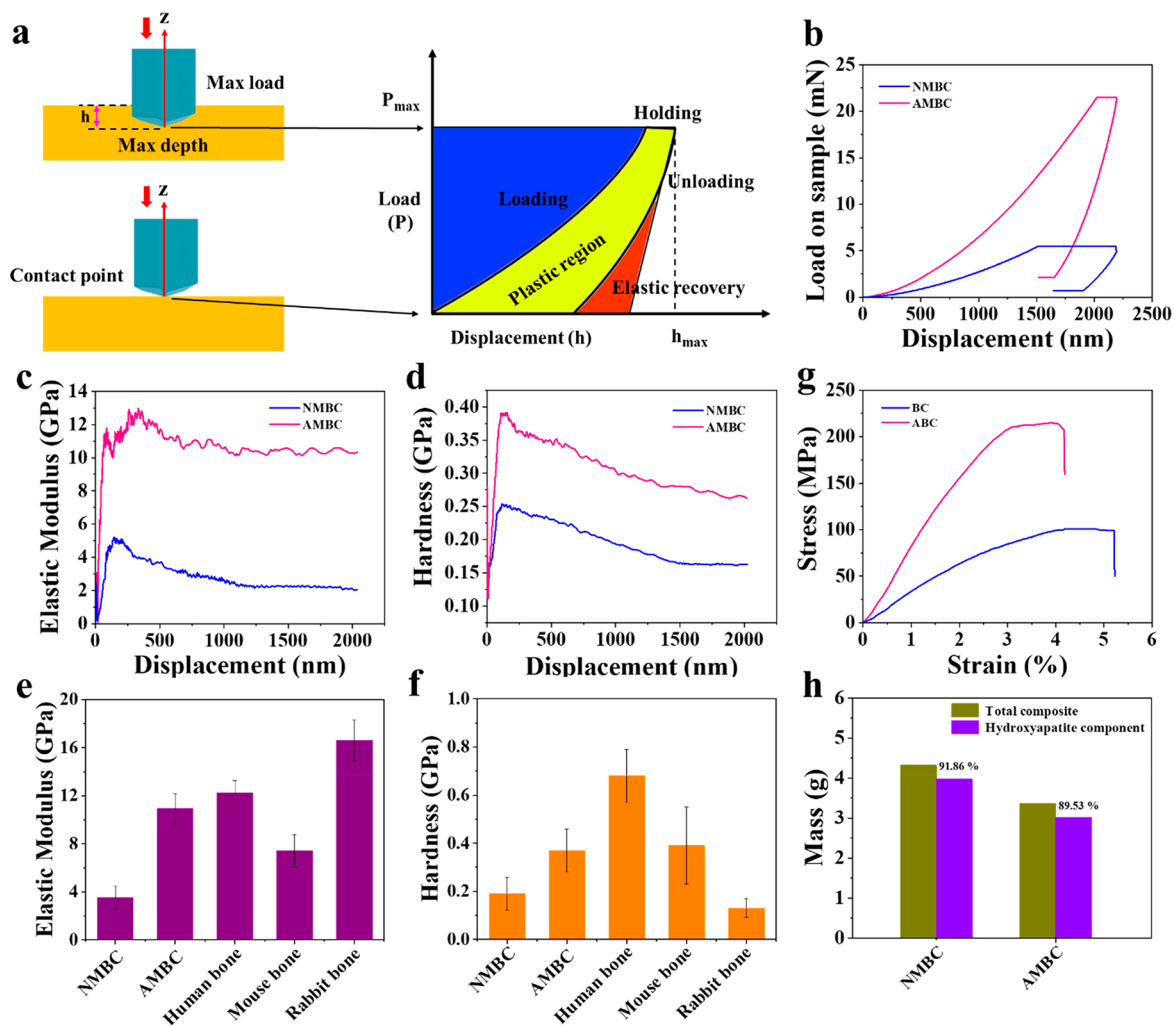 a
z
Max load
h
Max depth
z
Contact point
Pmax
Load
(P)
Holding
Unloading
Loading
Plastic region
Elastic recovery
Displacement (h)
hmax
b
Load on sample (mN)
25
20
15
10
5
0
NMBC
AMBC
0 500 1000 1500 2000 2500
Displacement (nm)
c
Elastic Modulus (GPa)
14
12
10
8
6
4
2
0
NMBC
AMBC
0 500 1000 1500 2000
Displacement (nm)
d
Hardness (GPa)
0.40
0.35
0.30
0.25
0.20
0.15
0.10
NMBC
AMBC
0 500 1000 1500 2000
Displacement (nm)
g
Stress (MPa)
250
200
150
100
50
0
BC
ABC
0 1 2 3 4 5 6
Strain (%)
e
Elastic Modulus (GPa)
20
16
12
8
4
0
NMBC
AMBC
Human bone
Mouse bone
Rabbit bone
f
Hardness (GPa)
1.0
0.8
0.6
0.4
0.2
0.0
NMBC
AMBC
Human bone
Mouse bone
Rabbit bone
h
Mass (g)
6
5
4
3
2
1
0
Total composite
Hydroxyapatite component
91.86 %
89.53 %
NMBC
AMBC